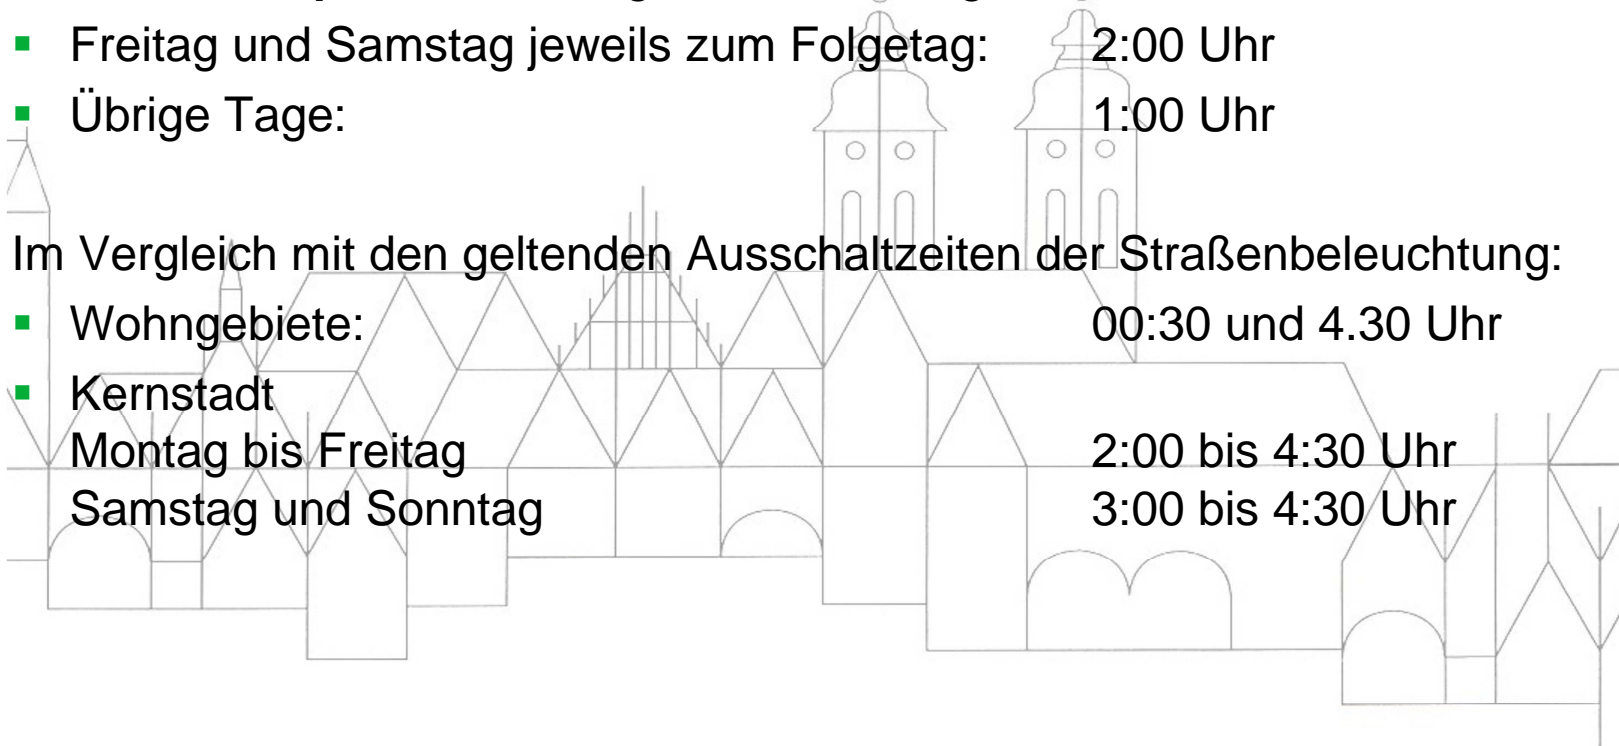 Freitag und Samstag jeweils zum Folgetag: 2:00 Uhr
Übrige Tage: 1:00 Uhr
Im Vergleich mit den geltenden Ausschaltzeiten der Straßenbeleuchtung:
Wohngebiete: 00:30 und 4.30 Uhr
Kernstadt
Montag bis Freitag 2:00 bis 4:30 Uhr
Samstag und Sonntag 3:00 bis 4:30 Uhr